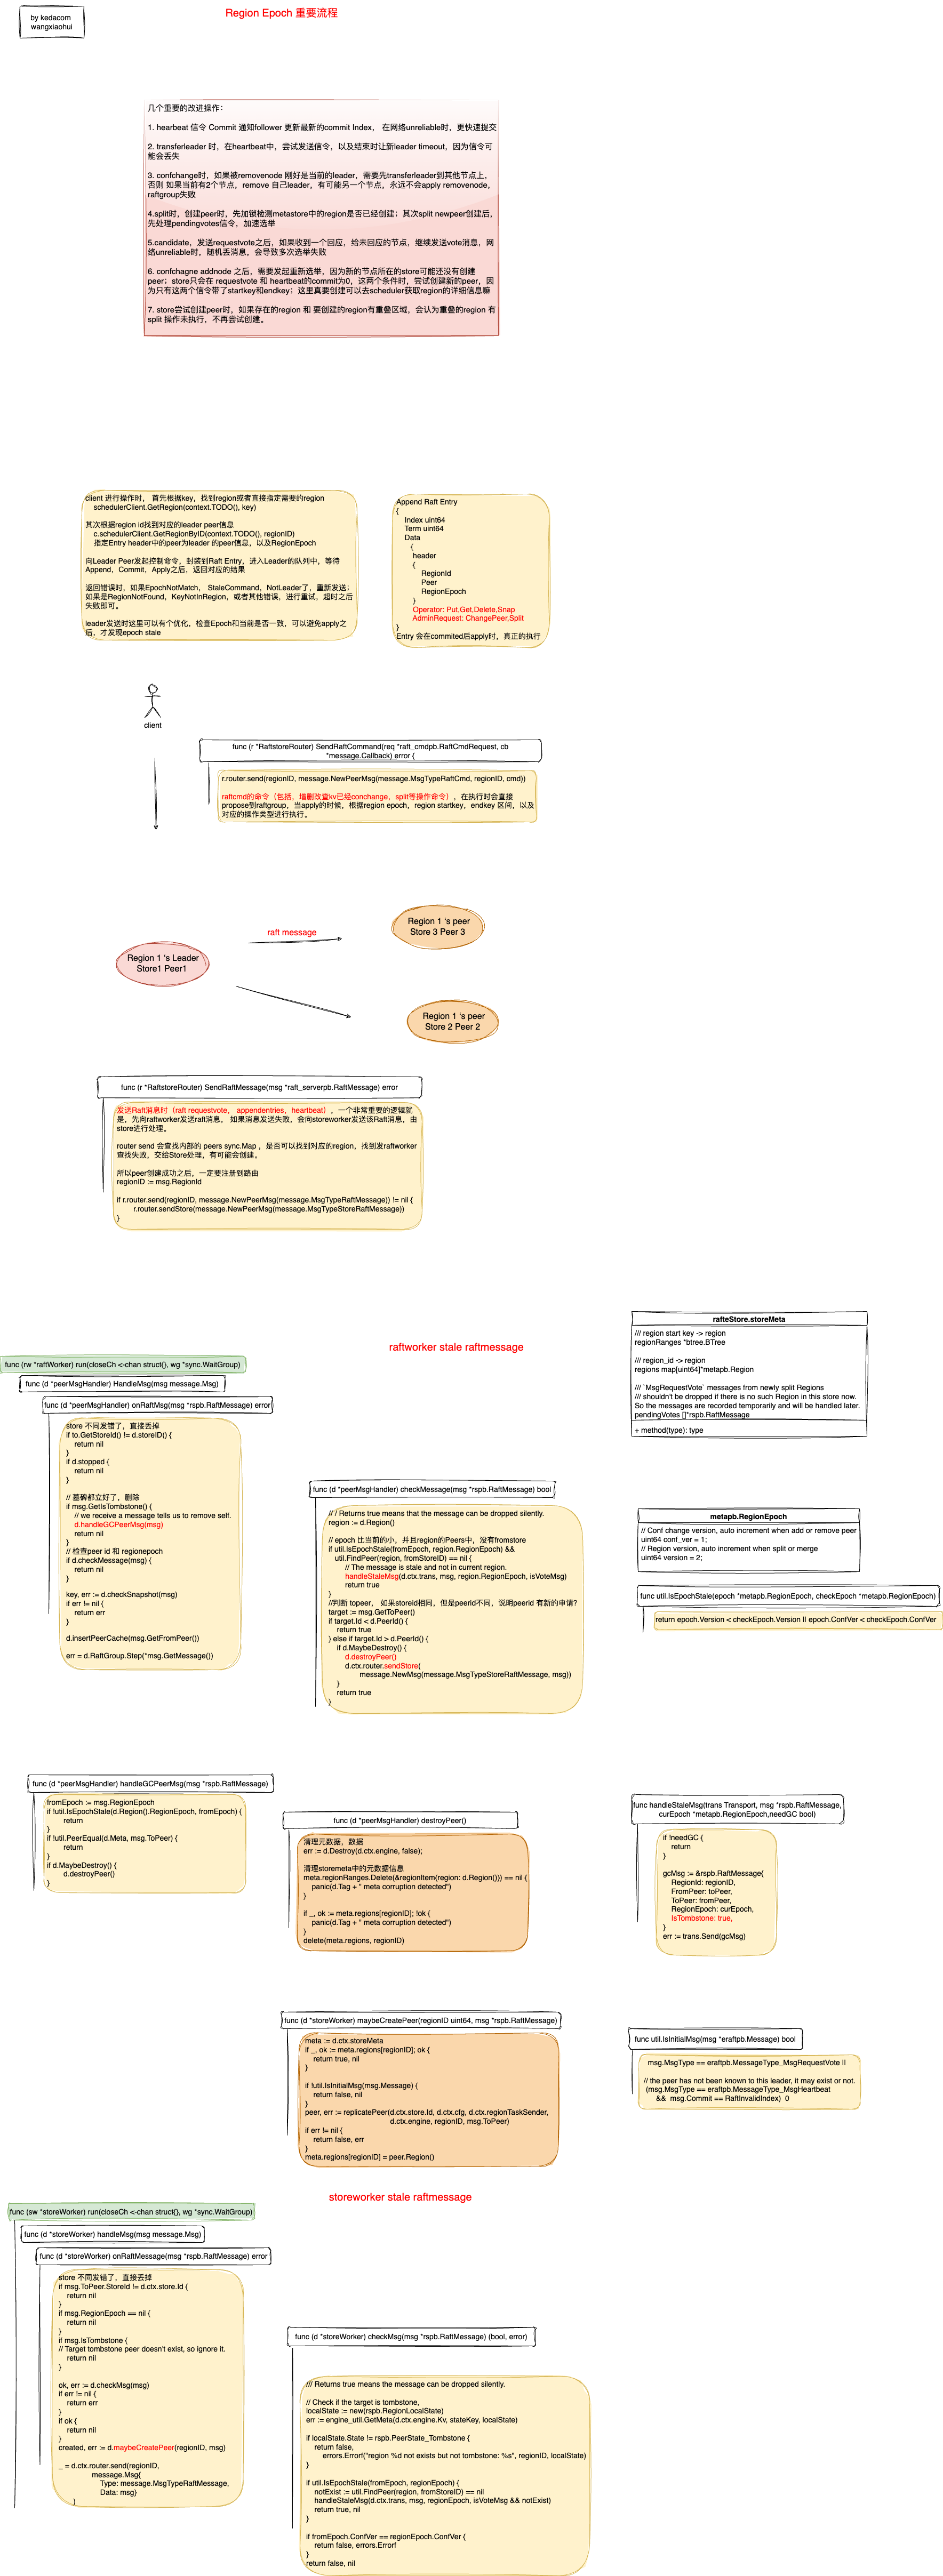 by kedacom
wangxiaohui
Region Epoch 重要流程
几个重要的改进操作：
1. hearbeat 信令 Commit 通知follower 更新最新的commit Index， 在网络unreliable时，更快速提交
2. transferleader 时，在heartbeat中，尝试发送信令，以及结束时让新leader timeout，因为信令可
能会丢失
3. confchange时，如果被removenode 刚好是当前的leader，需要先transferleader到其他节点上，
否则 如果当前有2个节点，remove 自己leader，有可能另一个节点，永远不会apply removenode，
raftgroup失败
4.split时，创建peer时，先加锁检测metastore中的region是否已经创建；其次split newpeer创建后，
先处理pendingvotes信令，加速选举
5.candidate，发送requestvote之后，如果收到一个回应，给未回应的节点，继续发送vote消息，网
络unreliable时，随机丢消息，会导致多次选举失败
6. confchagne addnode 之后，需要发起重新选举，因为新的节点所在的store可能还没有创建
peer；store只会在 requestvote 和 heartbeat的commit为0，这两个条件时，尝试创建新的peer，因
为只有这两个信令带了startkey和endkey；这里真要创建可以去scheduler获取region的详细信息嘛
7. store尝试创建peer时，如果存在的region 和 要创建的region有重叠区域，会认为重叠的region 有
split 操作未执行，不再尝试创建。
client 进行操作时， 首先根据key，找到region或者直接指定需要的region
schedulerClient.GetRegion(context.TODO(), key)
其次根据region id找到对应的leader peer信息
c.schedulerClient.GetRegionByID(context.TODO(), regionID)
指定Entry header中的peer为leader 的peer信息，以及RegionEpoch
向Leader Peer发起控制命令，封装到Raft Entry，进入Leader的队列中，等待
Append，Commit，Apply之后，返回对应的结果
返回错误时，如果EpochNotMatch， StaleCommand，NotLeader了，重新发送；
如果是RegionNotFound，KeyNotInRegion，或者其他错误，进行重试，超时之后
失败即可。
leader发送时这里可以有个优化，检查Epoch和当前是否一致，可以避免apply之
后，才发现epoch stale
Append Raft Entry
{
Index uint64
Term uint64
Data
{
header
{
RegionId
Peer
RegionEpoch
}
Operator: Put,Get,Delete,Snap
AdminRequest: ChangePeer,Split
}
Entry 会在commited后apply时，真正的执行
client
func (r *RaftstoreRouter) SendRaftCommand(req *raft_cmdpb.RaftCmdRequest, cb
*message.Callback) error {
r.router.send(regionID, message.NewPeerMsg(message.MsgTypeRaftCmd, regionID, cmd))
raftcmd的命令（包括，增删改查kv已经conchange，split等操作命令），在执行时会直接
propose到raftgroup，当apply的时候，根据region epoch，region startkey，endkey 区间，以及
对应的操作类型进行执行。
raft message
Region 1 's peer
Store 3 Peer 3
Region 1 's Leader
Store1 Peer1
Region 1 's peer
Store 2 Peer 2
func (r *RaftstoreRouter) SendRaftMessage(msg *raft_serverpb.RaftMessage) error
发送Raft消息时（raft requestvote， appendentries，heartbeat），一个非常重要的逻辑就
是，先向raftworker发送raft消息， 如果消息发送失败，会向storeworker发送该Raft消息，由
store进行处理。
router send 会查找内部的 peers sync.Map ，是否可以找到对应的region，找到发raftworker
查找失败，交给Store处理，有可能会创建。
所以peer创建成功之后，一定要注册到路由
regionID := msg.RegionId
if r.router.send(regionID, message.NewPeerMsg(message.MsgTypeRaftMessage)) != nil {
r.router.sendStore(message.NewPeerMsg(message.MsgTypeStoreRaftMessage))
}
rafteStore.storeMeta
/// region start key -> region
regionRanges *btree.BTree
/// region_id -> region
regions map[uint64]*metapb.Region
/// `MsgRequestVote` messages from newly split Regions
/// shouldn't be dropped if there is no such Region in this store now.
So the messages are recorded temporarily and will be handled later.
pendingVotes []*rspb.RaftMessage
+ method(type): type
raftworker stale raftmessage
func (rw *raftWorker) run(closeCh <-chan struct{}, wg *sync.WaitGroup)
func (d *peerMsgHandler) HandleMsg(msg message.Msg)
func (d *peerMsgHandler) onRaftMsg(msg *rspb.RaftMessage) error
store 不同发错了，直接丢掉
if to.GetStoreId() != d.storeID() {
return nil
}
if d.stopped {
return nil
}
// 墓碑都立好了，删除
if msg.GetIsTombstone() {
// we receive a message tells us to remove self.
d.handleGCPeerMsg(msg)
return nil
}
// 检查peer id 和 regionepoch
if d.checkMessage(msg) {
return nil
}
key, err := d.checkSnapshot(msg)
if err != nil {
return err
}
d.insertPeerCache(msg.GetFromPeer())
err = d.RaftGroup.Step(*msg.GetMessage())
func (d *peerMsgHandler) checkMessage(msg *rspb.RaftMessage) bool
// / Returns true means that the message can be dropped silently.
region := d.Region()
// epoch 比当前的小，并且region的Peers中，没有fromstore
if util.IsEpochStale(fromEpoch, region.RegionEpoch) &&
util.FindPeer(region, fromStoreID) == nil {
// The message is stale and not in current region.
handleStaleMsg(d.ctx.trans, msg, region.RegionEpoch, isVoteMsg)
return true
}
//判断 topeer， 如果storeid相同，但是peerid不同，说明peerid 有新的申请?
target := msg.GetToPeer()
if target.Id < d.PeerId() {
return true
} else if target.Id > d.PeerId() {
if d.MaybeDestroy() {
d.destroyPeer()
d.ctx.router.sendStore(
message.NewMsg(message.MsgTypeStoreRaftMessage, msg))
}
return true
}
metapb.RegionEpoch
// Conf change version, auto increment when add or remove peer
uint64 conf_ver = 1;
// Region version, auto increment when split or merge
uint64 version = 2;
func util.IsEpochStale(epoch *metapb.RegionEpoch, checkEpoch *metapb.RegionEpoch)
return epoch.Version < checkEpoch.Version || epoch.ConfVer < checkEpoch.ConfVer
func (d *peerMsgHandler) handleGCPeerMsg(msg *rspb.RaftMessage)
fromEpoch := msg.RegionEpoch
if !util.IsEpochStale(d.Region().RegionEpoch, fromEpoch) {
return
}
if !util.PeerEqual(d.Meta, msg.ToPeer) {
return
}
if d.MaybeDestroy() {
d.destroyPeer()
}
func (d *peerMsgHandler) destroyPeer()
清理元数据，数据
err := d.Destroy(d.ctx.engine, false);
清理storemeta中的元数据信息
meta.regionRanges.Delete(&regionItem{region: d.Region()}) == nil {
panic(d.Tag + " meta corruption detected")
}
if _, ok := meta.regions[regionID]; !ok {
panic(d.Tag + " meta corruption detected")
}
delete(meta.regions, regionID)
func handleStaleMsg(trans Transport, msg *rspb.RaftMessage,
curEpoch *metapb.RegionEpoch,needGC bool)
if !needGC {
return
}
gcMsg := &rspb.RaftMessage{
RegionId: regionID,
FromPeer: toPeer,
ToPeer: fromPeer,
RegionEpoch: curEpoch,
IsTombstone: true,
}
err := trans.Send(gcMsg)
func (d *storeWorker) maybeCreatePeer(regionID uint64, msg *rspb.RaftMessage)
meta := d.ctx.storeMeta
if _, ok := meta.regions[regionID]; ok {
return true, nil
}
if !util.IsInitialMsg(msg.Message) {
return false, nil
}
peer, err := replicatePeer(d.ctx.store.Id, d.ctx.cfg, d.ctx.regionTaskSender,
d.ctx.engine, regionID, msg.ToPeer)
if err != nil {
return false, err
}
meta.regions[regionID] = peer.Region()
func util.IsInitialMsg(msg *eraftpb.Message) bool
msg.MsgType == eraftpb.MessageType_MsgRequestVote ||
// the peer has not been known to this leader, it may exist or not.
(msg.MsgType == eraftpb.MessageType_MsgHeartbeat
&& msg.Commit == RaftInvalidIndex) 0
storeworker stale raftmessage
func (sw *storeWorker) run(closeCh <-chan struct{}, wg *sync.WaitGroup)
func (d *storeWorker) handleMsg(msg message.Msg)
func (d *storeWorker) onRaftMessage(msg *rspb.RaftMessage) error
store 不同发错了，直接丢掉
if msg.ToPeer.StoreId != d.ctx.store.Id {
return nil
}
if msg.RegionEpoch == nil {
return nil
}
if msg.IsTombstone {
// Target tombstone peer doesn't exist, so ignore it.
return nil
}
ok, err := d.checkMsg(msg)
if err != nil {
return err
}
if ok {
return nil
}
created, err := d.maybeCreatePeer(regionID, msg)
_ = d.ctx.router.send(regionID,
message.Msg{
Type: message.MsgTypeRaftMessage,
Data: msg}
)
func (d *storeWorker) checkMsg(msg *rspb.RaftMessage) (bool, error)
/// Returns true means the message can be dropped silently.
// Check if the target is tombstone,
localState := new(rspb.RegionLocalState)
err := engine_util.GetMeta(d.ctx.engine.Kv, stateKey, localState)
if localState.State != rspb.PeerState_Tombstone {
return false,
errors.Errorf("region %d not exists but not tombstone: %s", regionID, localState)
}
if util.IsEpochStale(fromEpoch, regionEpoch) {
notExist := util.FindPeer(region, fromStoreID) == nil
handleStaleMsg(d.ctx.trans, msg, regionEpoch, isVoteMsg && notExist)
return true, nil
}
if fromEpoch.ConfVer == regionEpoch.ConfVer {
return false, errors.Errorf
}
return false, nil